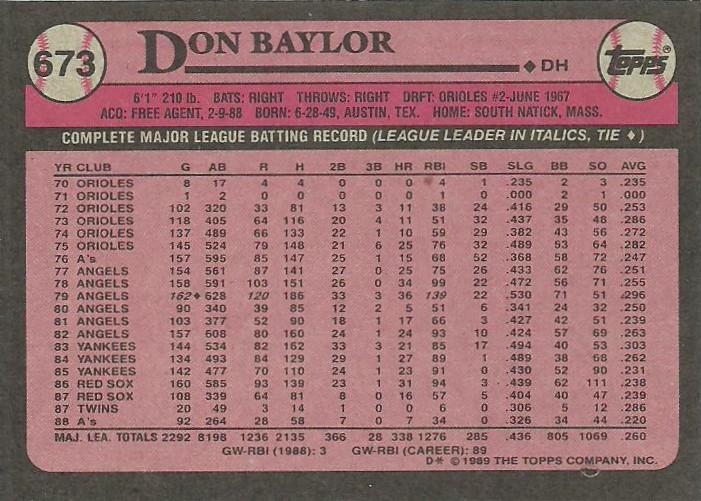 673
DON BAYLOR
♦ DH
TOPPS®
6'1" 210 lb. BATS: RIGHT THROWS: RIGHT DRFT: ORIOLES #2-JUNE 1967
ACQ: FREE AGENT, 2-9-88 BORN: 6-28-49, AUSTIN, TEX. HOME: SOUTH NATICK, MASS.
COMPLETE MAJOR LEAGUE BATTING RECORD (LEAGUE LEADER IN ITALICS, TIE ♦)
YR CLUB G AB R H 2B 3B HR RBI SB SLG BB SO AVG
70 ORIOLES 8 17 4 4 0 0 0 4 1 .235 2 3 .235
71 ORIOLES 1 2 0 0 0 0 0 1 0 .000 2 1 .000
72 ORIOLES 102 320 33 81 13 3 11 38 24 .416 29 50 .253
73 ORIOLES 118 405 64 116 20 4 11 51 32 .437 35 48 .286
74 ORIOLES 137 489 66 133 22 1 10 59 29 .382 43 56 .272
75 ORIOLES 145 524 79 148 21 6 25 76 32 .489 53 64 .282
76 A's 157 595 85 147 25 1 15 68 52 .368 58 72 .247
77 ANGELS 154 561 87 141 27 0 25 75 26 .433 62 76 .251
78 ANGELS 158 591 103 151 26 0 34 99 22 .472 56 71 .255
79 ANGELS 162♦ 628 120 186 33 3 36 139 22 .530 71 51 .296
80 ANGELS 90 340 39 85 12 2 5 51 6 .341 24 32 .250
81 ANGELS 103 377 52 90 18 1 17 66 3 .427 42 51 .239
82 ANGELS 157 608 80 160 24 1 24 93 10 .424 57 69 .263
83 YANKEES 144 534 82 162 33 3 21 85 17 .494 40 53 .303
84 YANKEES 134 493 84 129 29 1 27 89 1 .489 38 68 .262
85 YANKEES 142 477 70 110 24 1 23 91 0 .430 52 90 .231
86 RED SOX 160 585 93 139 23 1 31 94 3 .439 62 111 .238
87 RED SOX 108 339 64 81 8 0 16 57 5 .404 40 47 .239
87 TWINS 20 49 3 14 1 0 0 6 0 .306 5 12 .286
88 A's 92 264 28 58 7 0 7 34 0 .326 34 44 .220
MAJ. LEA. TOTALS 2292 8198 1236 2135 366 28 338 1276 285 .436 805 1069 .260
GW-RBI (1988): 3 GW-RBI (CAREER): 89
D* © 1989 THE TOPPS COMPANY, INC.